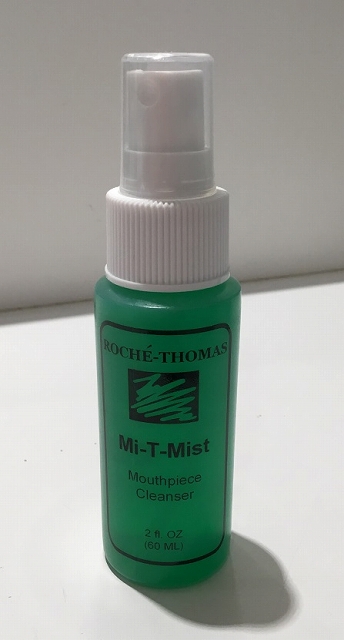 ROCHÉ-THOMAS
Mi-T-Mist
Mouthpiece
Cleanser
2 fl. OZ
(60 ML)